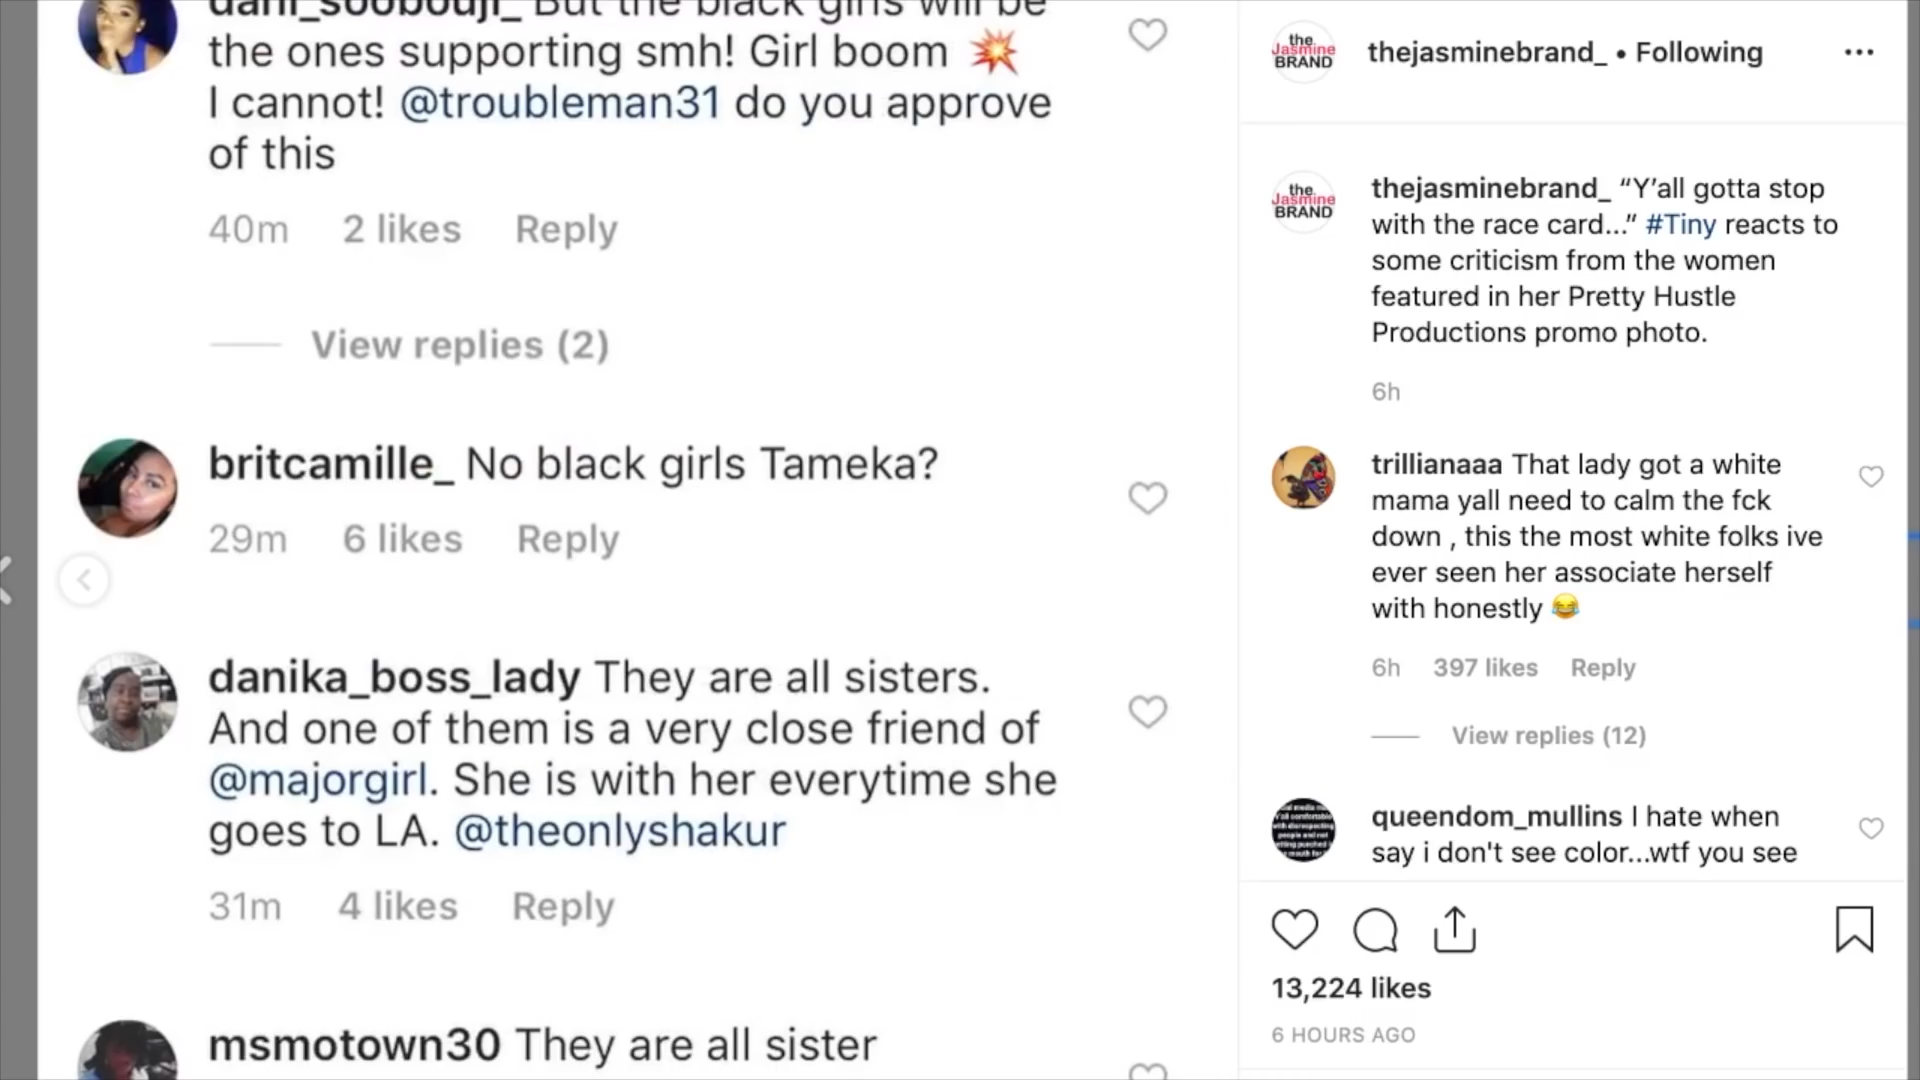 dani_soobouji_ But the black girls will be
the ones supporting smh! Girl boom 💥
I cannot! @troubleman31 do you approve
of this
40m 2 likes Reply
View replies (2)
britcamille_ No black girls Tameka?
29m 6 likes Reply
danika_boss_lady They are all sisters.
And one of them is a very close friend of
@majorgirl. She is with her everytime she
goes to LA. @theonlyshakur
31m 4 likes Reply
msmotown30 They are all sister
the.
Jasmine
BRAND
thejasminebrand_ • Following
the.
Jasmine
BRAND
thejasminebrand_ “Y’all gotta stop
with the race card...” #Tiny reacts to
some criticism from the women
featured in her Pretty Hustle
Productions promo photo.
6h
trillianaaa That lady got a white
mama yall need to calm the fck
down , this the most white folks ive
ever seen her associate herself
with honestly 😂
6h 397 likes Reply
View replies (12)
queendom_mullins I hate when
say i don't see color...wtf you see
13,224 likes
6 HOURS AGO